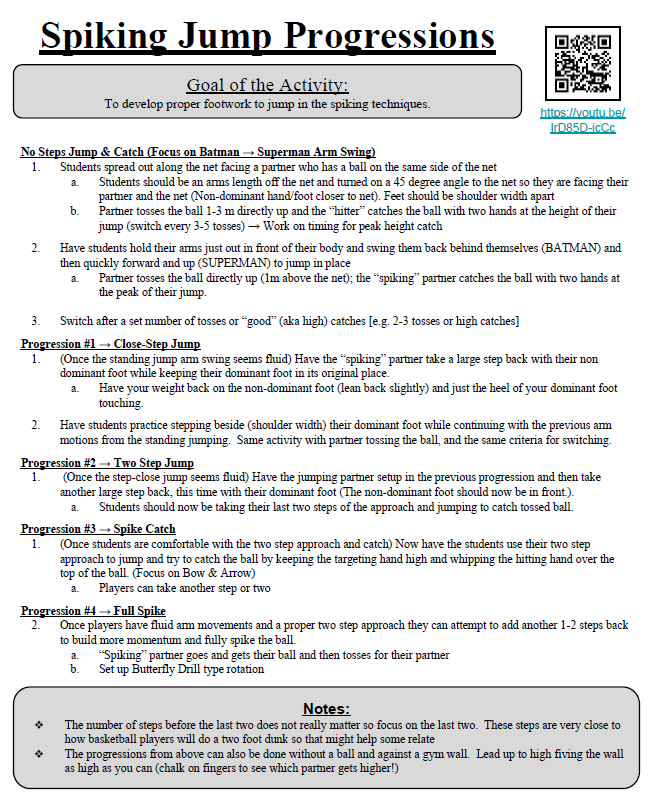 Spiking Jump Progressions
Goal of the Activity:
To develop proper footwork to jump in the spiking techniques.
https://youtu.be/
IrD85D-icCc
No Steps Jump & Catch (Focus on Batman → Superman Arm Swing)
1. Students spread out along the net facing a partner who has a ball on the same side of the net
a. Students should be an arms length off the net and turned on a 45 degree angle to the net so they are facing their
partner and the net (Non-dominant hand/foot closer to net). Feet should be shoulder width apart
b. Partner tosses the ball 1-3 m directly up and the “hitter” catches the ball with two hands at the height of their
jump (switch every 3-5 tosses) → Work on timing for peak height catch
2. Have students hold their arms just out in front of their body and swing them back behind themselves (BATMAN) and
then quickly forward and up (SUPERMAN) to jump in place
a. Partner tosses the ball directly up (1m above the net); the “spiking” partner catches the ball with two hands at
the peak of their jump.
3. Switch after a set number of tosses or “good” (aka high) catches [e.g. 2-3 tosses or high catches]
Progression #1 → Close-Step Jump
1. (Once the standing jump arm swing seems fluid) Have the “spiking” partner take a large step back with their non
dominant foot while keeping their dominant foot in its original place.
a. Have your weight back on the non-dominant foot (lean back slightly) and just the heel of your dominant foot
touching.
2. Have students practice stepping beside (shoulder width) their dominant foot while continuing with the previous arm
motions from the standing jumping. Same activity with partner tossing the ball, and the same criteria for switching.
Progression #2 → Two Step Jump
1. (Once the step-close jump seems fluid) Have the jumping partner setup in the previous progression and then take
another large step back, this time with their dominant foot (The non-dominant foot should now be in front.).
a. Students should now be taking their last two steps of the approach and jumping to catch tossed ball.
Progression #3 → Spike Catch
1. (Once students are comfortable with the two step approach and catch) Now have the students use their two step
approach to jump and try to catch the ball by keeping the targeting hand high and whipping the hitting hand over the
top of the ball. (Focus on Bow & Arrow)
a. Players can take another step or two
Progression #4 → Full Spike
2. Once players have fluid arm movements and a proper two step approach they can attempt to add another 1-2 steps back
to build more momentum and fully spike the ball.
a. “Spiking” partner goes and gets their ball and then tosses for their partner
b. Set up Butterfly Drill type rotation
Notes:
❖ The number of steps before the last two does not really matter so focus on the last two. These steps are very close to
how basketball players will do a two foot dunk so that might help some relate
❖ The progressions from above can also be done without a ball and against a gym wall. Lead up to high fiving the wall
as high as you can (chalk on fingers to see which partner gets higher!)